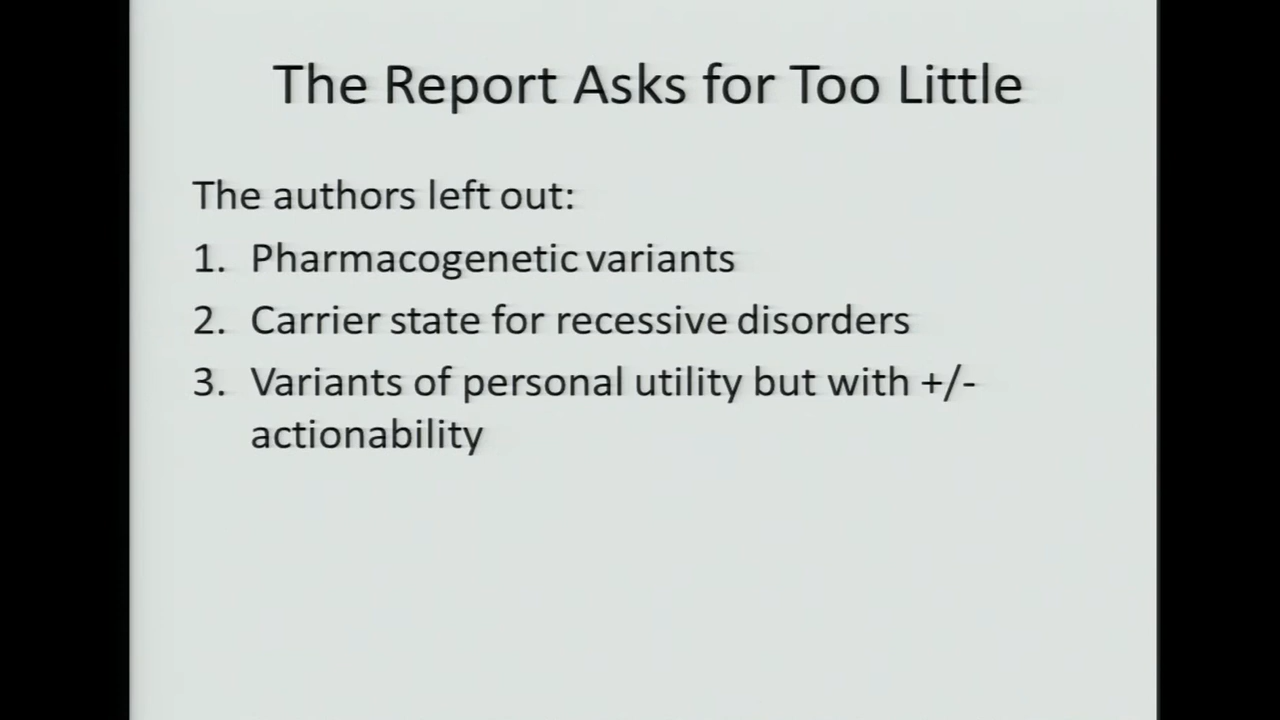 The Report Asks for Too Little
The authors left out:
1. Pharmacogenetic variants
2. Carrier state for recessive disorders
3. Variants of personal utility but with +/-
actionability